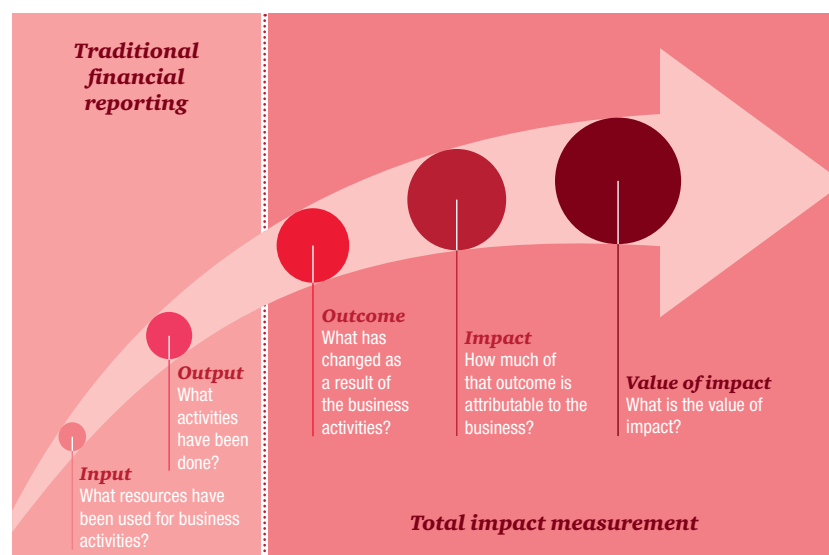 Traditional
financial
reporting
Input
What resources have
been used for business
activities?
Output
What
activities
have been
done?
Outcome
What has
changed as
a result of
the business
activities?
Impact
How much of
that outcome is
attributable to the
business?
Value of impact
What is the value of
impact?
Total impact measurement